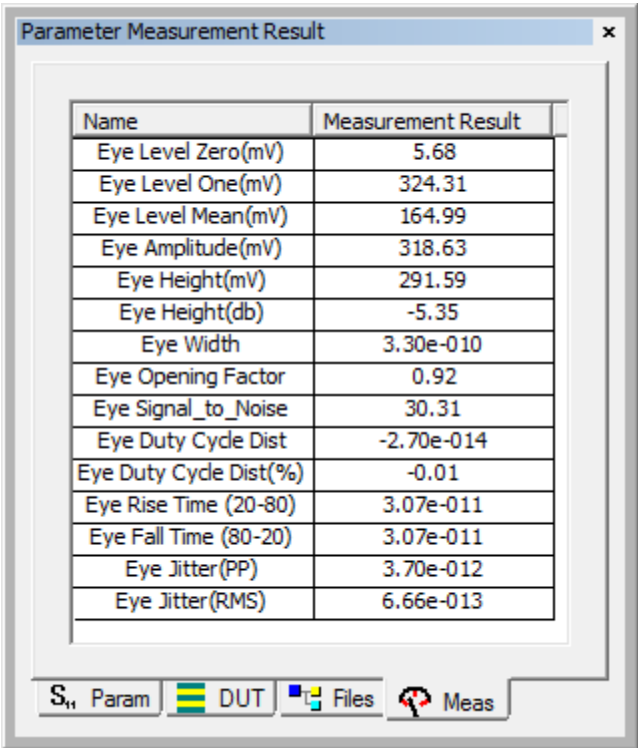 Parameter Measurement Result x
Name Measurement Result
Eye Level Zero(mV) 5.68
Eye Level One(mV) 324.31
Eye Level Mean(mV) 164.99
Eye Amplitude(mV) 318.63
Eye Height(mV) 291.59
Eye Height(db) -5.35
Eye Width 3.30e-010
Eye Opening Factor 0.92
Eye Signal_to_Noise 30.31
Eye Duty Cycle Dist -2.70e-014
Eye Duty Cycle Dist(%) -0.01
Eye Rise Time (20-80) 3.07e-011
Eye Fall Time (80-20) 3.07e-011
Eye Jitter(PP) 3.70e-012
Eye Jitter(RMS) 6.66e-013
S11 Param DUT Files Meas